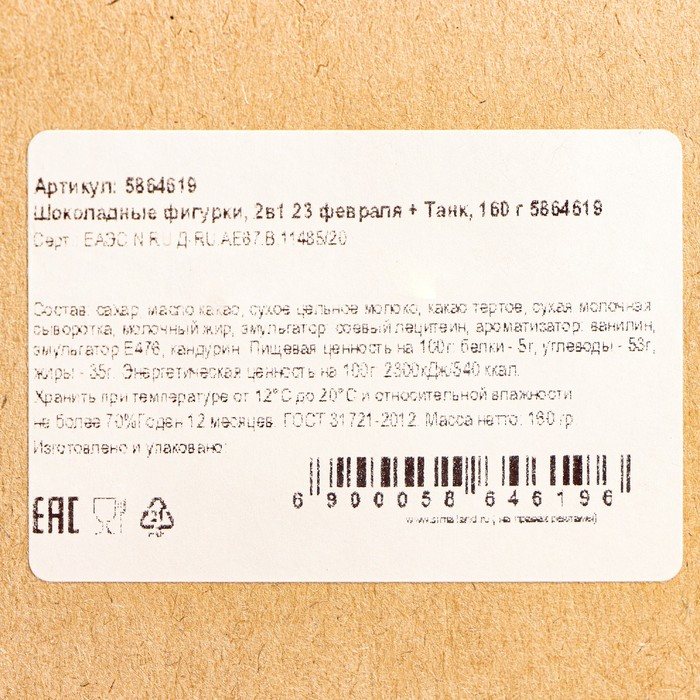 Артикул: 5864619
Шоколадные фигурки, 2в1 23 февраля + Танк, 160 г 5864619
Серт.: ЕАЭС N RU Д-RU.АЕ67.В.11485/20
Состав: сахар, масло какао, сухое цельное молоко, какао тертое, сухая молочная
сыворотка, молочный жир, эмульгатор: соевый лецитеин, ароматизатор: ванилин,
эмульгатор Е476, кандурин. Пищевая ценность на 100г: белки - 5г, углеводы - 53г,
жиры - 35г. Энергетическая ценность на 100г: 2300кДж/540 ккал.
Хранить при температуре от 12°С до 20°С и относительной влажности
не более 70%Годен 12 месяцев. ГОСТ 31721-2012. Масса нетто: 160 гр
Изготовлено и упаковано:
6 900058 646196
EAC
21
www.sima-land.ru ( на правах рекламы)